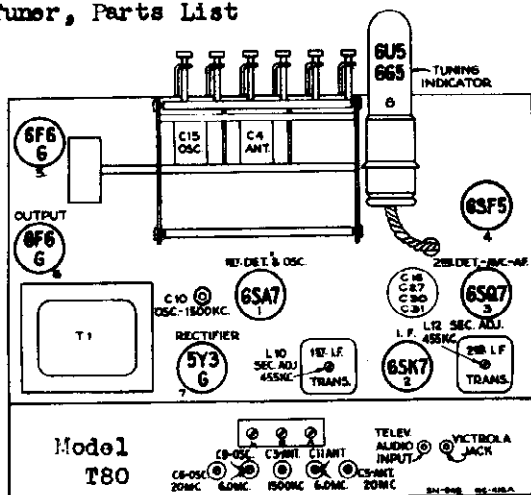 Tuner, Parts List
6U5
6G5
8
TUNING
INDICATOR
6F6
G
5
C15
OSC.
C4
ANT.
6SF5
4
OUTPUT
6F6
G
6
1ST. DET. & OSC.
2ND. DET.-AVC-AF.
C10
OSC.-1500KC.
6SA7
1
C16
C27
C30
C31
6SQ7
3
T1
RECTIFIER
5Y3
G
7
L10
SEC. ADJ.
455KC
1ST. I.F.
TRANS.
I.F.
6SK7
2
L12 SEC. ADJ.
455KC
2ND. I.F.
TRANS.
Model
T80
A
A
C8-OSC.
6.0MC.
C3-ANT.
1500KC
C11 ANT
6.0MC.
C6-OSC.
20MC
C5-ANT.
20MC
TELEV.
AUDIO
INPUT
VICTROLA
JACK